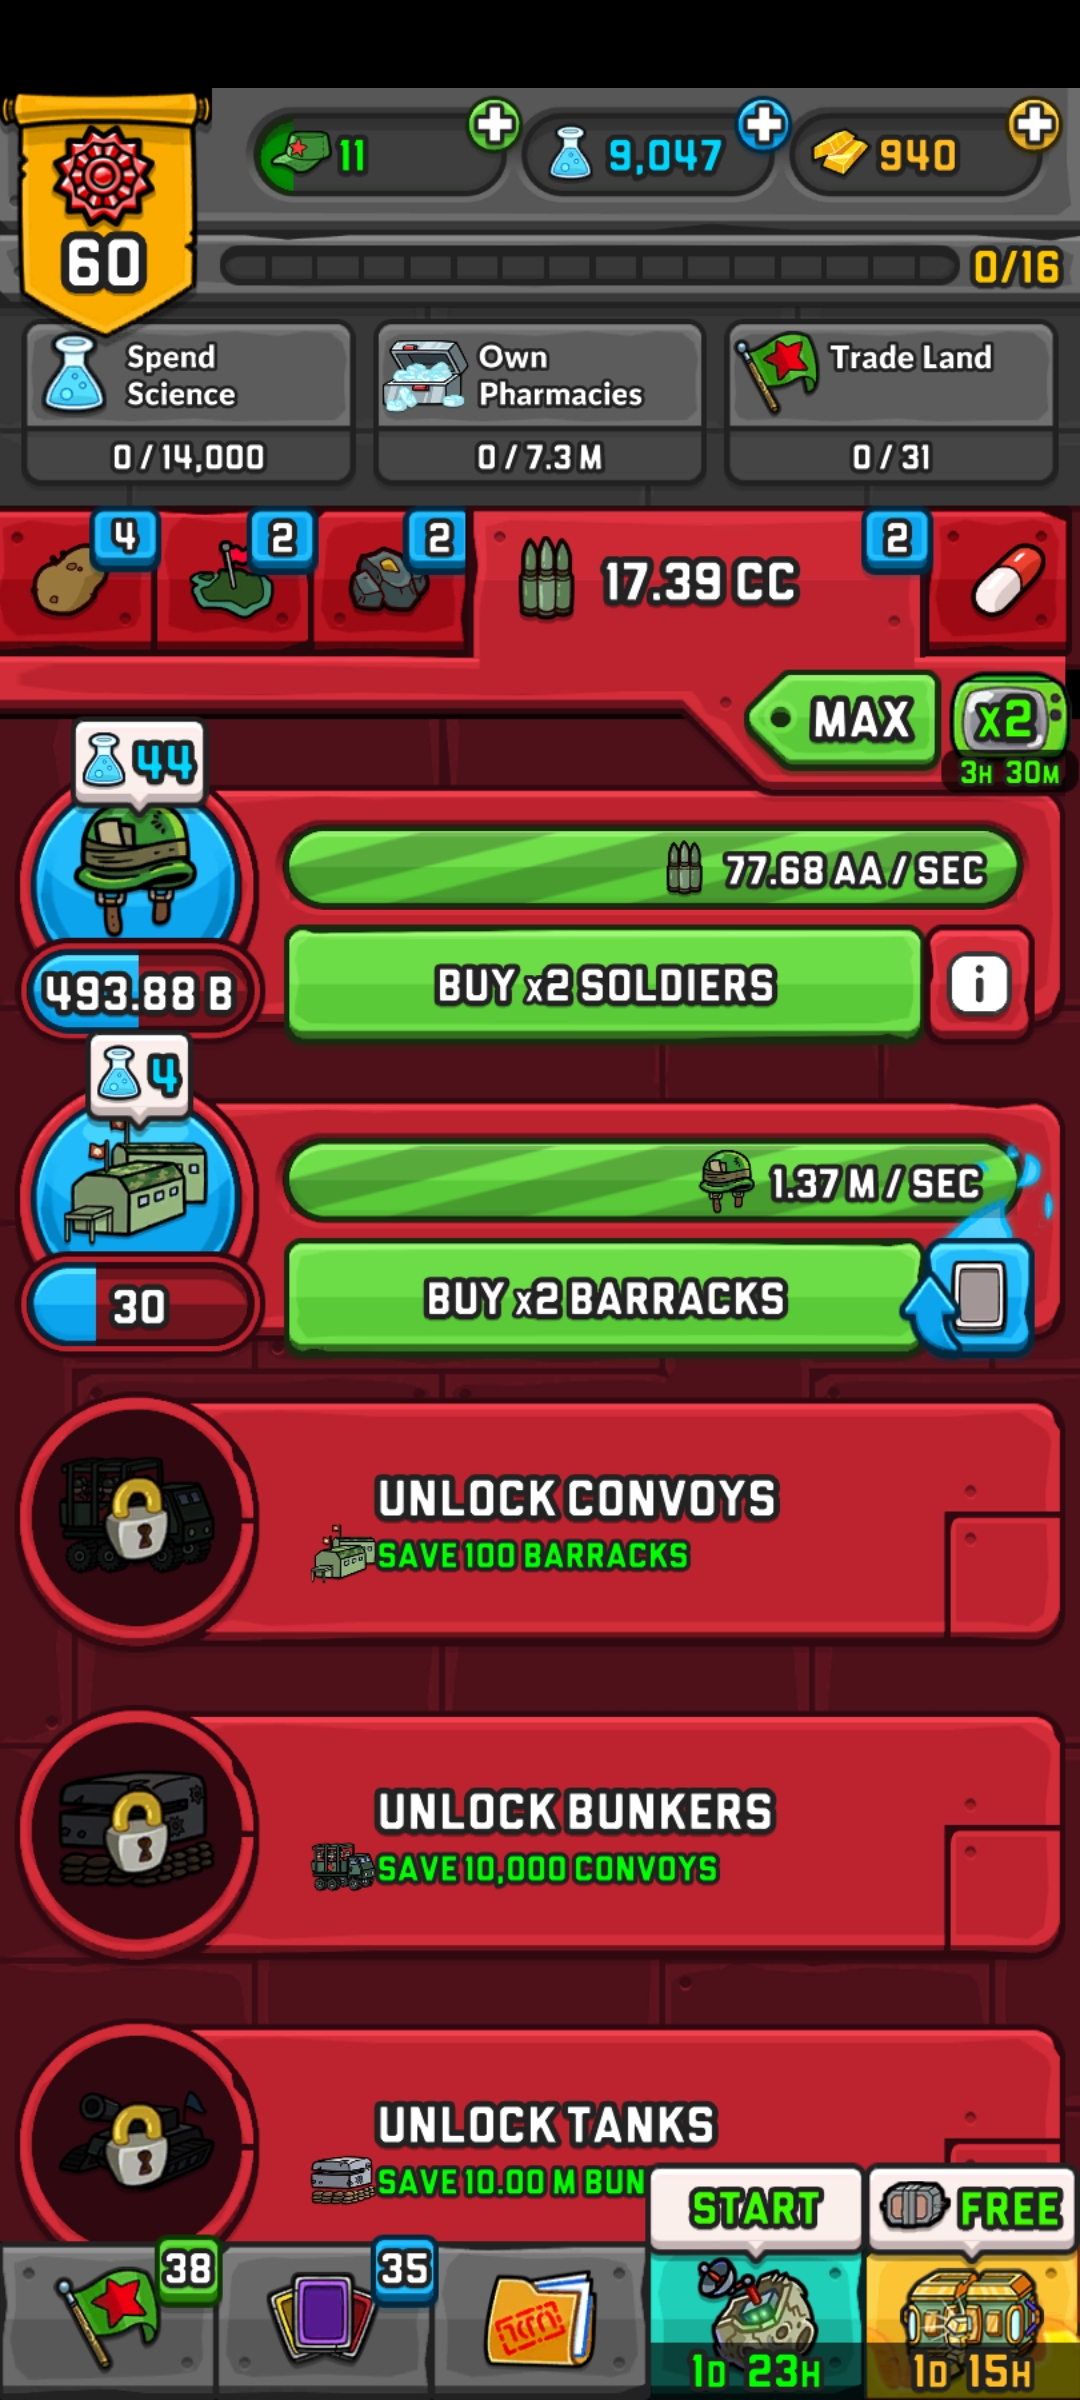 60
11
9,047
940
0/16
Spend
Science
0 / 14,000
Own
Pharmacies
0 / 7.3 M
Trade Land
0 / 31
4
2
2
17.39 CC
2
MAX
x2
3H 30M
44
77.68 AA / SEC
493.88 B
BUY x2 SOLDIERS
i
4
1.37 M / SEC
30
BUY x2 BARRACKS
UNLOCK CONVOYS
SAVE 100 BARRACKS
UNLOCK BUNKERS
SAVE 10,000 CONVOYS
UNLOCK TANKS
SAVE 10.00 M BUN
START
FREE
38
35
1D 23H
1D 15H